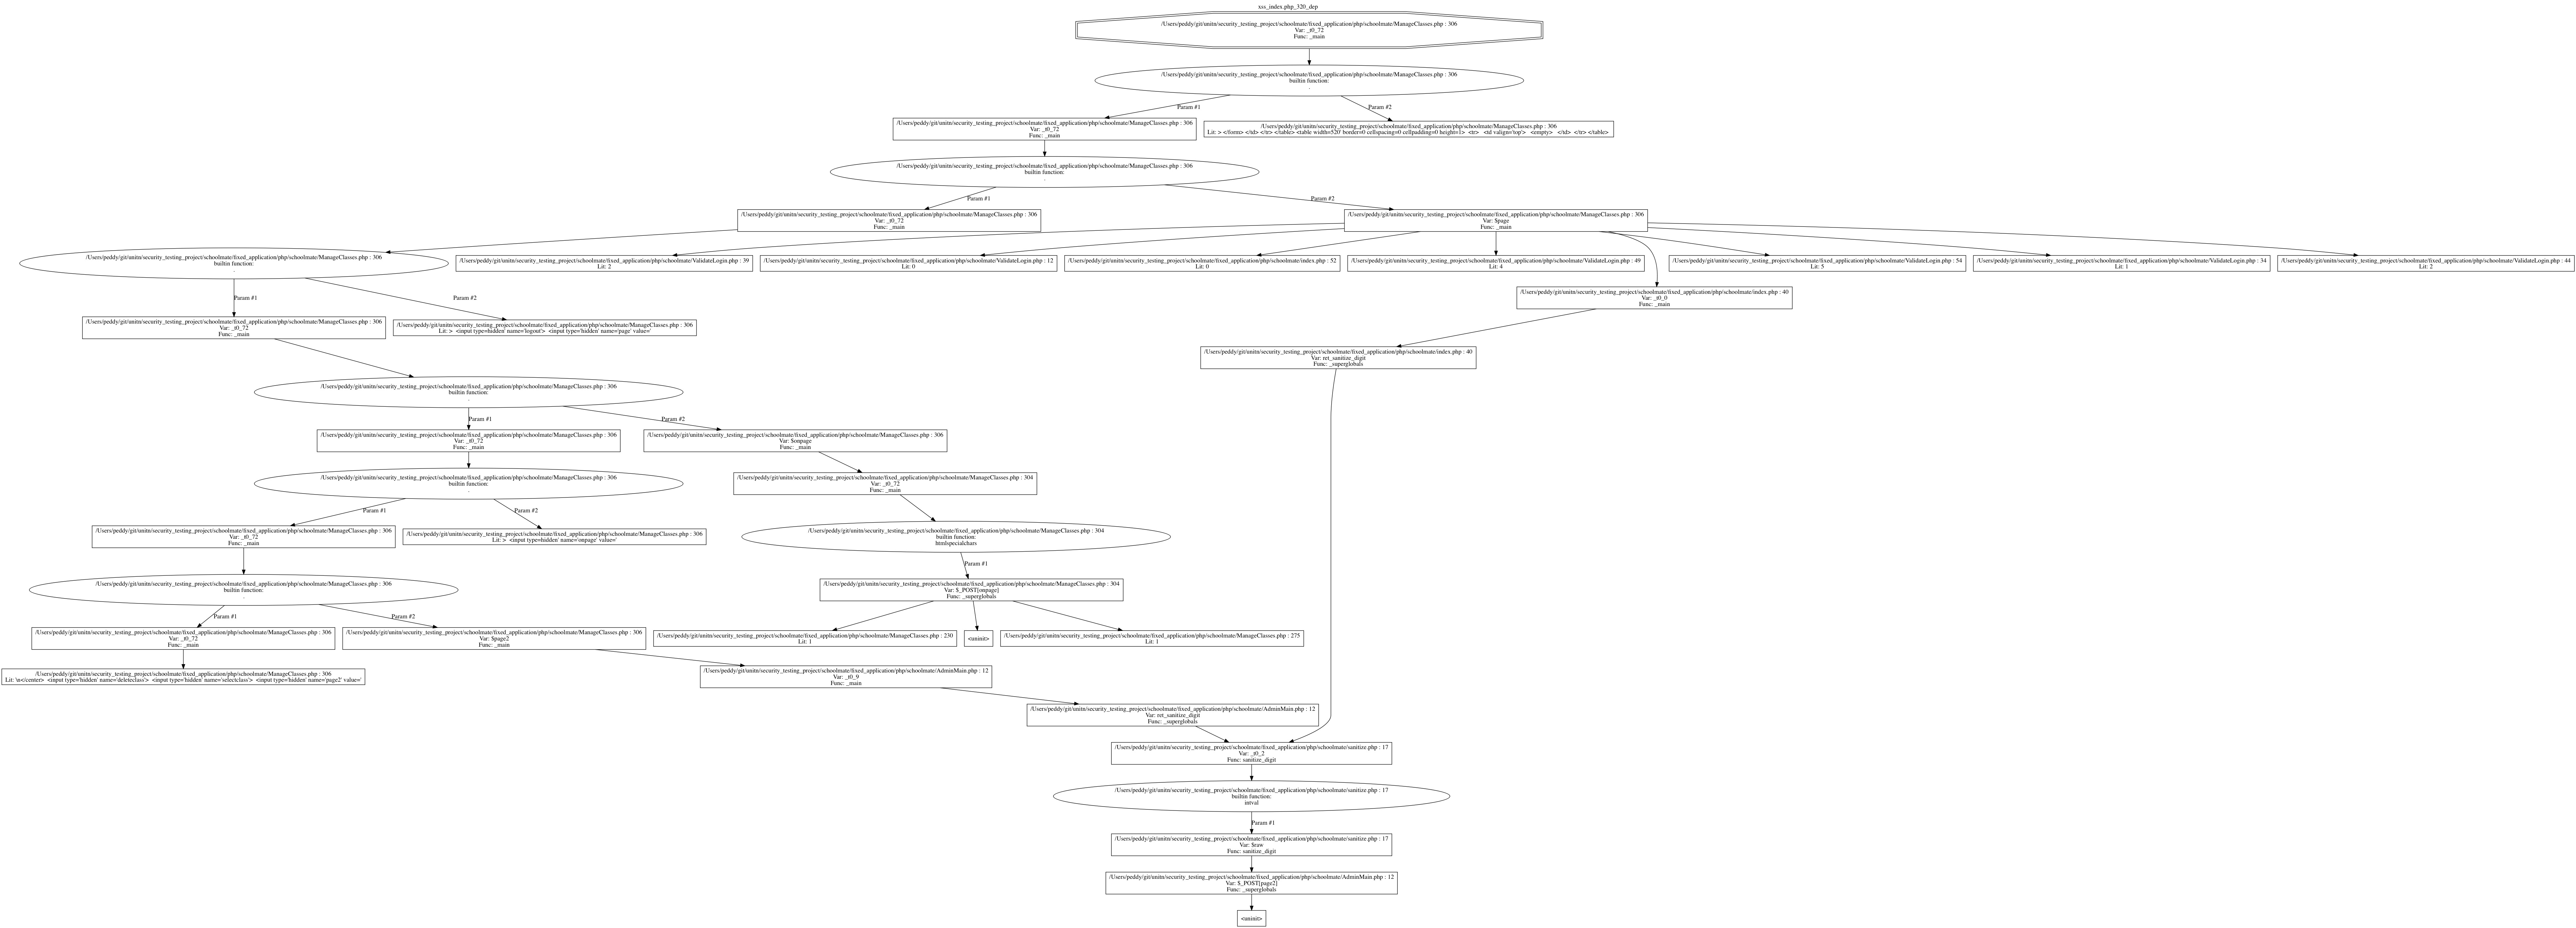 xss_index.php_320_dep
/Users/peddy/git/unitn/security_testing_project/schoolmate/fixed_application/php/schoolmate/ManageClasses.php : 306
Var: _t0_72
Func: _main
/Users/peddy/git/unitn/security_testing_project/schoolmate/fixed_application/php/schoolmate/ManageClasses.php : 306
builtin function:
.
Param #1
Param #2
/Users/peddy/git/unitn/security_testing_project/schoolmate/fixed_application/php/schoolmate/ManageClasses.php : 306
Var: _t0_72
Func: _main
/Users/peddy/git/unitn/security_testing_project/schoolmate/fixed_application/php/schoolmate/ManageClasses.php : 306
Lit: > </form> </td> </tr> </table> <table width=520' border=0 cellspacing=0 cellpadding=0 height=1> <tr> <td valign='top'> <empty> </td> </tr> </table>
/Users/peddy/git/unitn/security_testing_project/schoolmate/fixed_application/php/schoolmate/ManageClasses.php : 306
builtin function:
.
Param #1
Param #2
/Users/peddy/git/unitn/security_testing_project/schoolmate/fixed_application/php/schoolmate/ManageClasses.php : 306
Var: _t0_72
Func: _main
/Users/peddy/git/unitn/security_testing_project/schoolmate/fixed_application/php/schoolmate/ManageClasses.php : 306
Var: $page
Func: _main
/Users/peddy/git/unitn/security_testing_project/schoolmate/fixed_application/php/schoolmate/ManageClasses.php : 306
builtin function:
.
/Users/peddy/git/unitn/security_testing_project/schoolmate/fixed_application/php/schoolmate/ValidateLogin.php : 39
Lit: 2
/Users/peddy/git/unitn/security_testing_project/schoolmate/fixed_application/php/schoolmate/ValidateLogin.php : 12
Lit: 0
/Users/peddy/git/unitn/security_testing_project/schoolmate/fixed_application/php/schoolmate/index.php : 52
Lit: 0
/Users/peddy/git/unitn/security_testing_project/schoolmate/fixed_application/php/schoolmate/ValidateLogin.php : 49
Lit: 4
/Users/peddy/git/unitn/security_testing_project/schoolmate/fixed_application/php/schoolmate/ValidateLogin.php : 54
Lit: 5
/Users/peddy/git/unitn/security_testing_project/schoolmate/fixed_application/php/schoolmate/ValidateLogin.php : 34
Lit: 1
/Users/peddy/git/unitn/security_testing_project/schoolmate/fixed_application/php/schoolmate/ValidateLogin.php : 44
Lit: 2
Param #1
Param #2
/Users/peddy/git/unitn/security_testing_project/schoolmate/fixed_application/php/schoolmate/index.php : 40
Var: _t0_0
Func: _main
/Users/peddy/git/unitn/security_testing_project/schoolmate/fixed_application/php/schoolmate/ManageClasses.php : 306
Var: _t0_72
Func: _main
/Users/peddy/git/unitn/security_testing_project/schoolmate/fixed_application/php/schoolmate/ManageClasses.php : 306
Lit: > <input type=hidden' name='logout'> <input type='hidden' name='page' value='
/Users/peddy/git/unitn/security_testing_project/schoolmate/fixed_application/php/schoolmate/index.php : 40
Var: ret_sanitize_digit
Func: _superglobals
/Users/peddy/git/unitn/security_testing_project/schoolmate/fixed_application/php/schoolmate/ManageClasses.php : 306
builtin function:
.
Param #1
Param #2
/Users/peddy/git/unitn/security_testing_project/schoolmate/fixed_application/php/schoolmate/ManageClasses.php : 306
Var: _t0_72
Func: _main
/Users/peddy/git/unitn/security_testing_project/schoolmate/fixed_application/php/schoolmate/ManageClasses.php : 306
Var: $onpage
Func: _main
/Users/peddy/git/unitn/security_testing_project/schoolmate/fixed_application/php/schoolmate/ManageClasses.php : 306
builtin function:
.
/Users/peddy/git/unitn/security_testing_project/schoolmate/fixed_application/php/schoolmate/ManageClasses.php : 304
Var: _t0_72
Func: _main
Param #1
Param #2
/Users/peddy/git/unitn/security_testing_project/schoolmate/fixed_application/php/schoolmate/ManageClasses.php : 306
Var: _t0_72
Func: _main
/Users/peddy/git/unitn/security_testing_project/schoolmate/fixed_application/php/schoolmate/ManageClasses.php : 306
Lit: > <input type=hidden' name='onpage' value='
/Users/peddy/git/unitn/security_testing_project/schoolmate/fixed_application/php/schoolmate/ManageClasses.php : 304
builtin function:
htmlspecialchars
Param #1
/Users/peddy/git/unitn/security_testing_project/schoolmate/fixed_application/php/schoolmate/ManageClasses.php : 306
builtin function:
.
/Users/peddy/git/unitn/security_testing_project/schoolmate/fixed_application/php/schoolmate/ManageClasses.php : 304
Var: $_POST[onpage]
Func: _superglobals
Param #1
Param #2
/Users/peddy/git/unitn/security_testing_project/schoolmate/fixed_application/php/schoolmate/ManageClasses.php : 306
Var: _t0_72
Func: _main
/Users/peddy/git/unitn/security_testing_project/schoolmate/fixed_application/php/schoolmate/ManageClasses.php : 306
Var: $page2
Func: _main
/Users/peddy/git/unitn/security_testing_project/schoolmate/fixed_application/php/schoolmate/ManageClasses.php : 230
Lit: 1
<uninit>
/Users/peddy/git/unitn/security_testing_project/schoolmate/fixed_application/php/schoolmate/ManageClasses.php : 275
Lit: 1
/Users/peddy/git/unitn/security_testing_project/schoolmate/fixed_application/php/schoolmate/ManageClasses.php : 306
Lit: '\n</center> <input type='hidden' name='deleteclass'> <input type='hidden' name='selectclass'> <input type='hidden' name='page2' value='
/Users/peddy/git/unitn/security_testing_project/schoolmate/fixed_application/php/schoolmate/AdminMain.php : 12
Var: _t0_9
Func: _main
/Users/peddy/git/unitn/security_testing_project/schoolmate/fixed_application/php/schoolmate/AdminMain.php : 12
Var: ret_sanitize_digit
Func: _superglobals
/Users/peddy/git/unitn/security_testing_project/schoolmate/fixed_application/php/schoolmate/sanitize.php : 17
Var: _t0_2
Func: sanitize_digit
/Users/peddy/git/unitn/security_testing_project/schoolmate/fixed_application/php/schoolmate/sanitize.php : 17
builtin function:
intval
Param #1
/Users/peddy/git/unitn/security_testing_project/schoolmate/fixed_application/php/schoolmate/sanitize.php : 17
Var: $raw
Func: sanitize_digit
/Users/peddy/git/unitn/security_testing_project/schoolmate/fixed_application/php/schoolmate/AdminMain.php : 12
Var: $_POST[page2]
Func: _superglobals
<uninit>